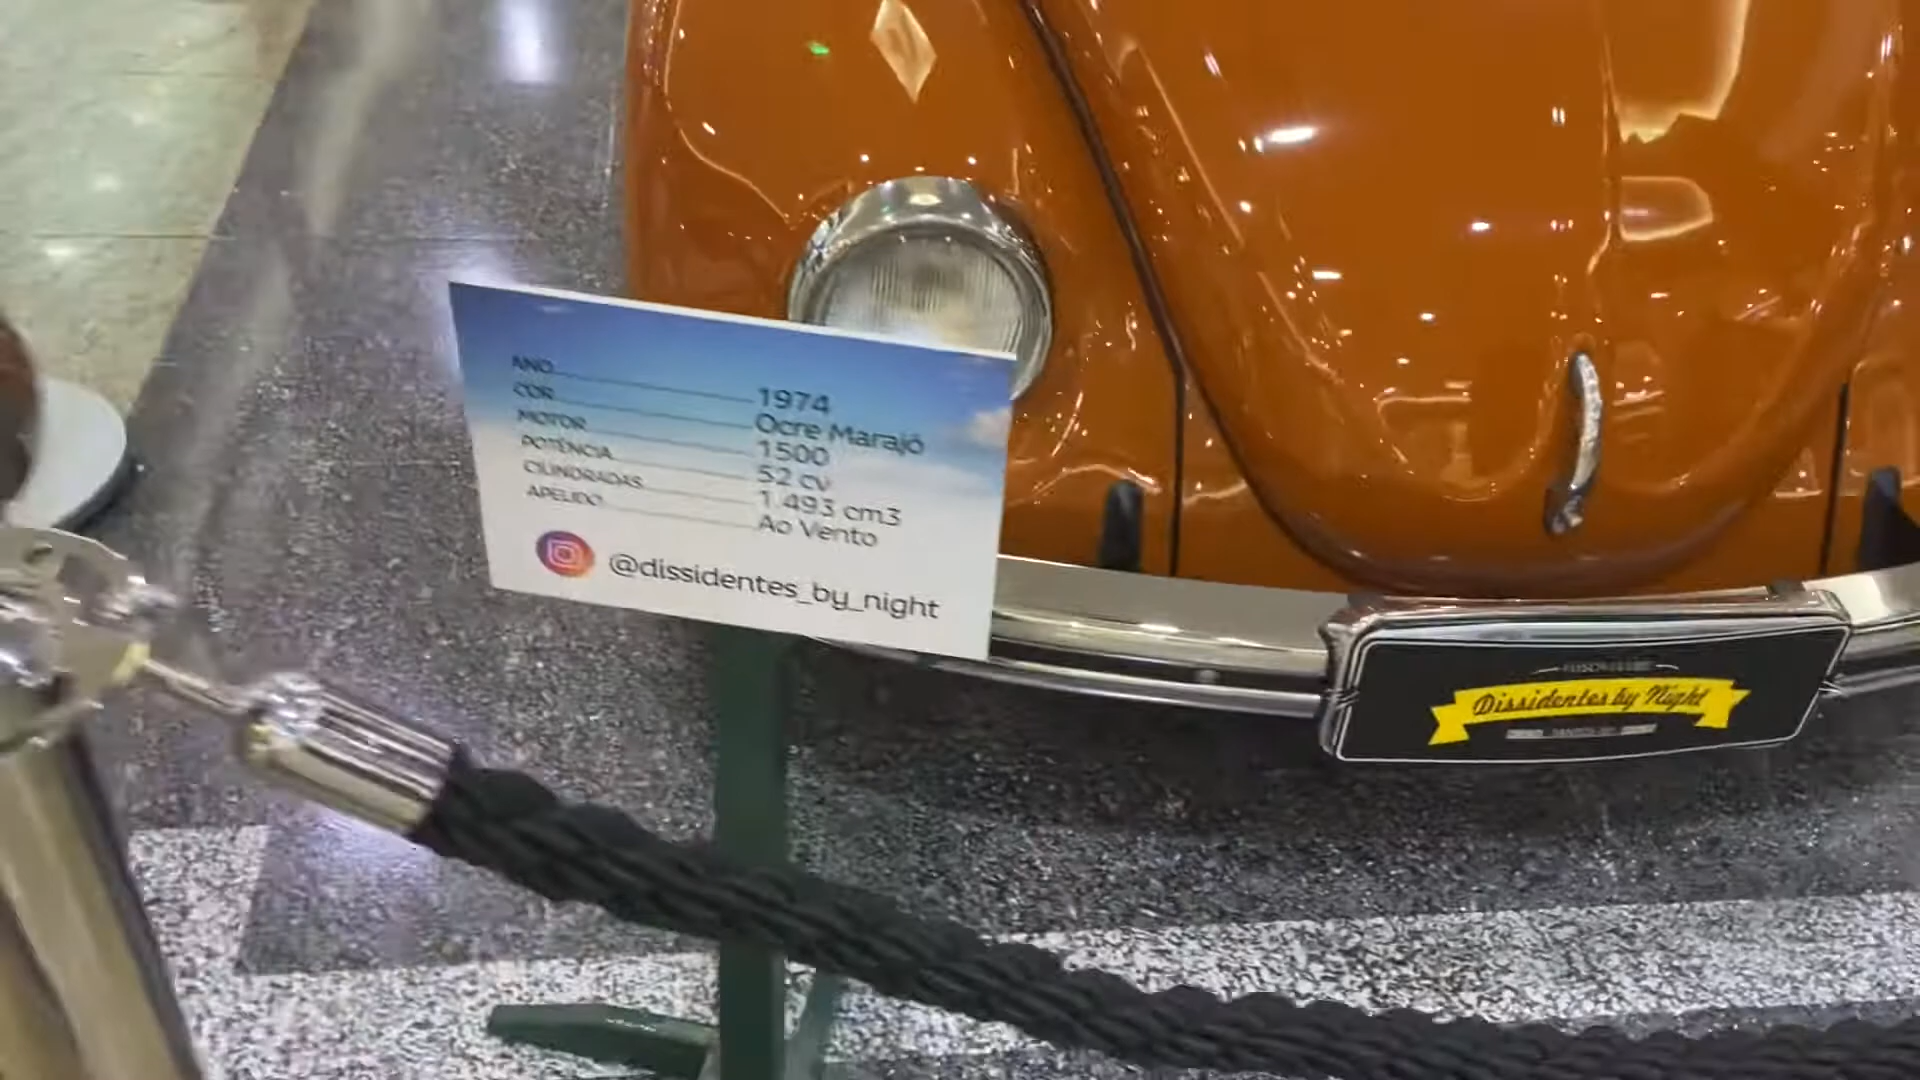 ANO 1974
COR Ocre Marajó
MOTOR 1500
POTÊNCIA 52 cv
CILINDRADAS 1.493 cm3
APELIDO Ao Vento
@dissidentes_by_night
Dissidentes by Night